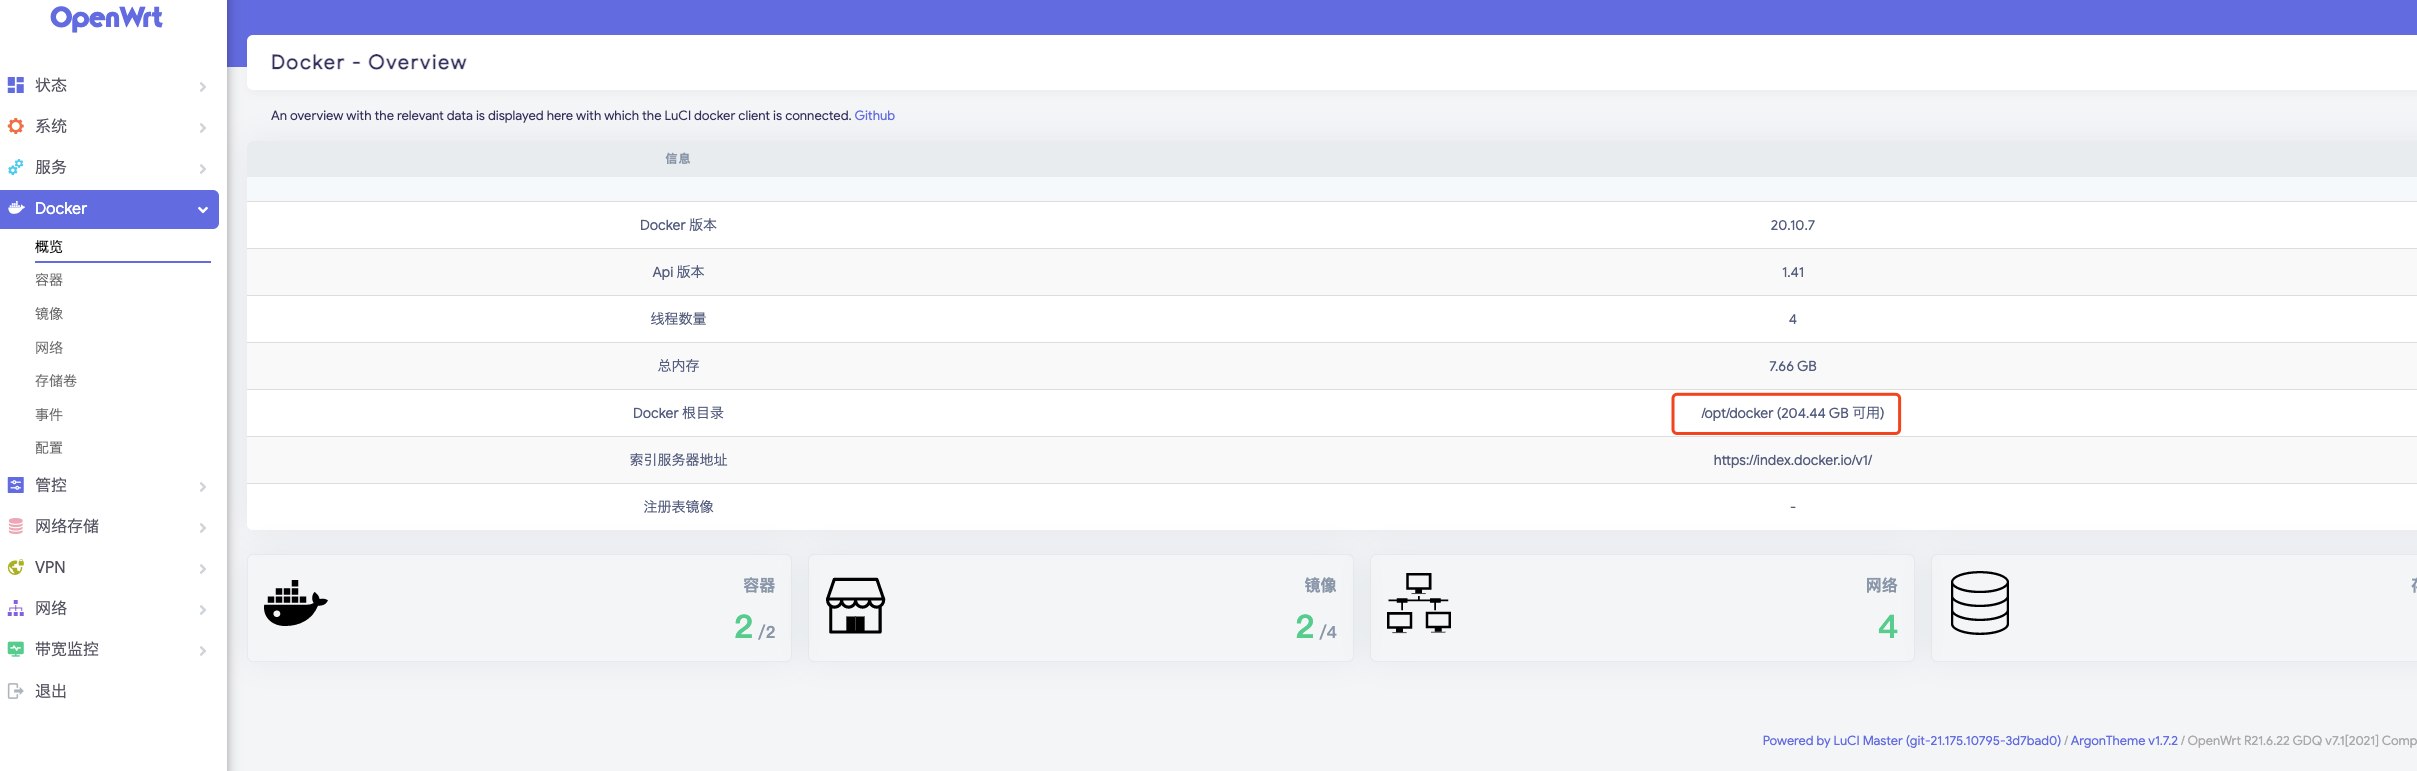 OpenWrt
状态
系统
服务
Docker
概览
容器
镜像
网络
存储卷
事件
配置
管控
网络存储
VPN
网络
带宽监控
退出
Docker - Overview
An overview with the relevant data is displayed here with which the LuCI docker client is connected. Github
信息
Docker 版本 20.10.7
Api 版本 1.41
线程数量 4
总内存 7.66 GB
Docker 根目录 /opt/docker (204.44 GB 可用)
索引服务器地址 https://index.docker.io/v1/
注册表镜像 -
容器
2 /2
镜像
2 /4
网络
4
Powered by LuCI Master (git-21.175.10795-3d7bad0) / ArgonTheme v1.7.2 / OpenWrt R21.6.22 GDQ v7.1[2021] Comp